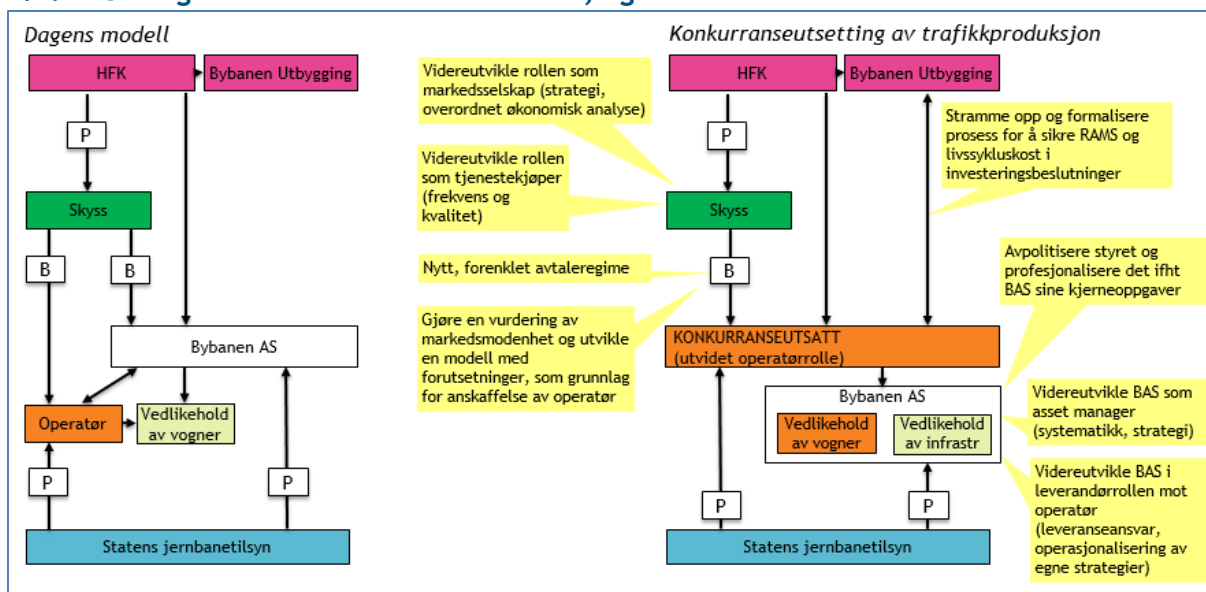 Dagens modell
HFK
Bybanen Utbygging
P
Skyss
B
B
Bybanen AS
Operatør
Vedlikehold
av vogner
P
P
Statens jernbanetilsyn
Konkurranseutsetting av trafikkproduksjon
Videreutvikle rollen som
markedsselskap (strategi,
overordnet økonomisk analyse)
Videreutvikle rollen
som tjenestekjøper
(frekvens og
kvalitet)
Nytt, forenklet avtaleregime
Gjøre en vurdering av
markedsmodenhet og utvikle
en modell med
forutsetninger, som grunnlag
for anskaffelse av operatør
HFK
Bybanen Utbygging
P
Skyss
B
KONKURRANSEUTSATT
(utvidet operatørrolle)
Bybanen AS
Vedlikehold
av vogner
Vedlikehold
av infrastr
P
P
Statens jernbanetilsyn
Stramme opp og formalisere
prosess for å sikre RAMS og
livssykluskost i
investeringsbeslutninger
Avpolitisere styret og
profesjonalisere det ifht
BAS sine kjerneoppgaver
Videreutvikle BAS som
asset manager
(systematikk, strategi)
Videreutvikle BAS i
leverandørrollen mot
operatør
(leveranseansvar,
operasjonalisering av
egne strategier)